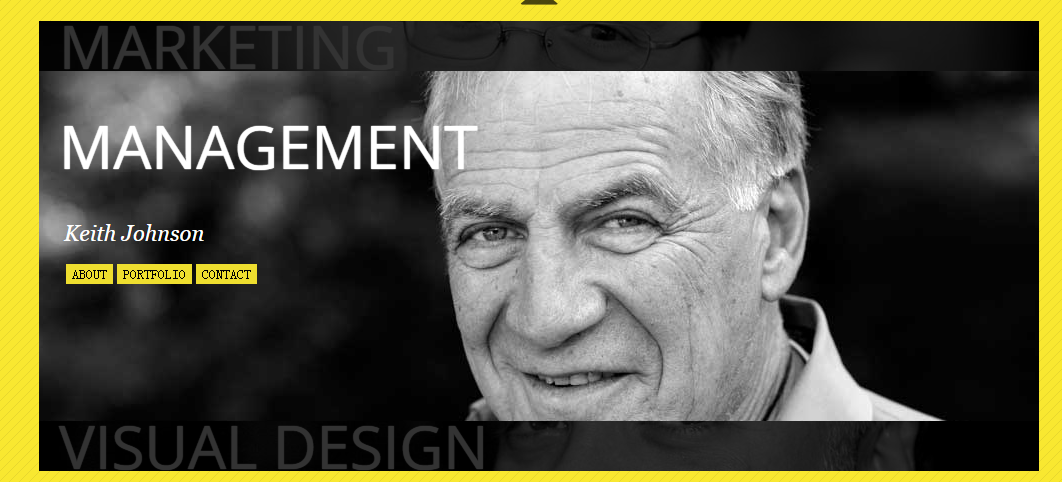 MARKETING
MANAGEMENT
Keith Johnson
ABOUT PORTFOLIO CONTACT
VISUAL DESIGN